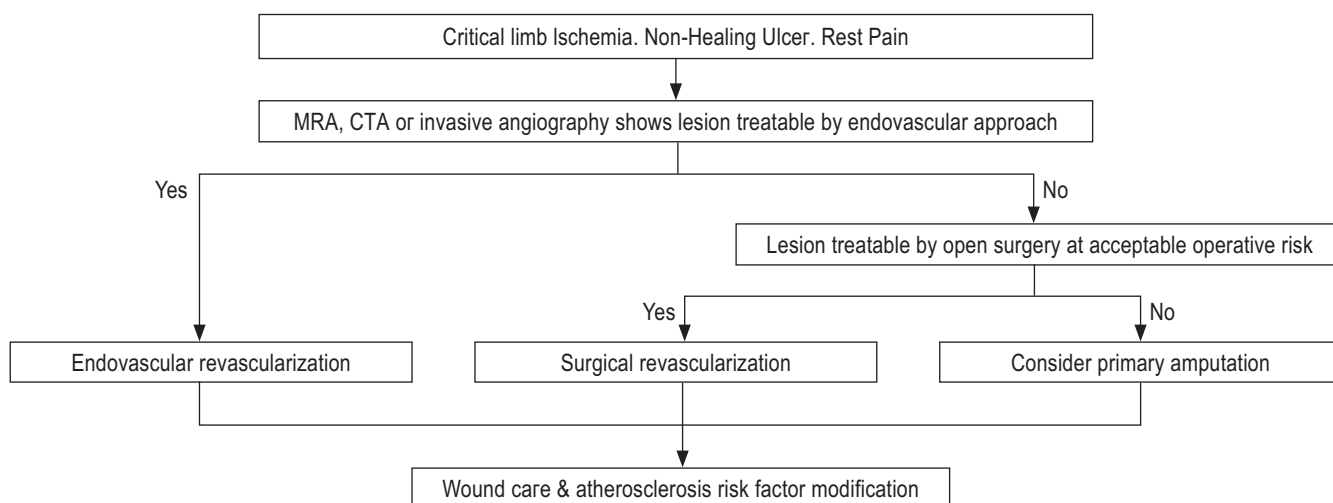 Critical limb Ischemia. Non-Healing Ulcer. Rest Pain
MRA, CTA or invasive angiography shows lesion treatable by endovascular approach
Yes
No
Lesion treatable by open surgery at acceptable operative risk
Yes
No
Endovascular revascularization
Surgical revascularization
Consider primary amputation
Wound care & atherosclerosis risk factor modification